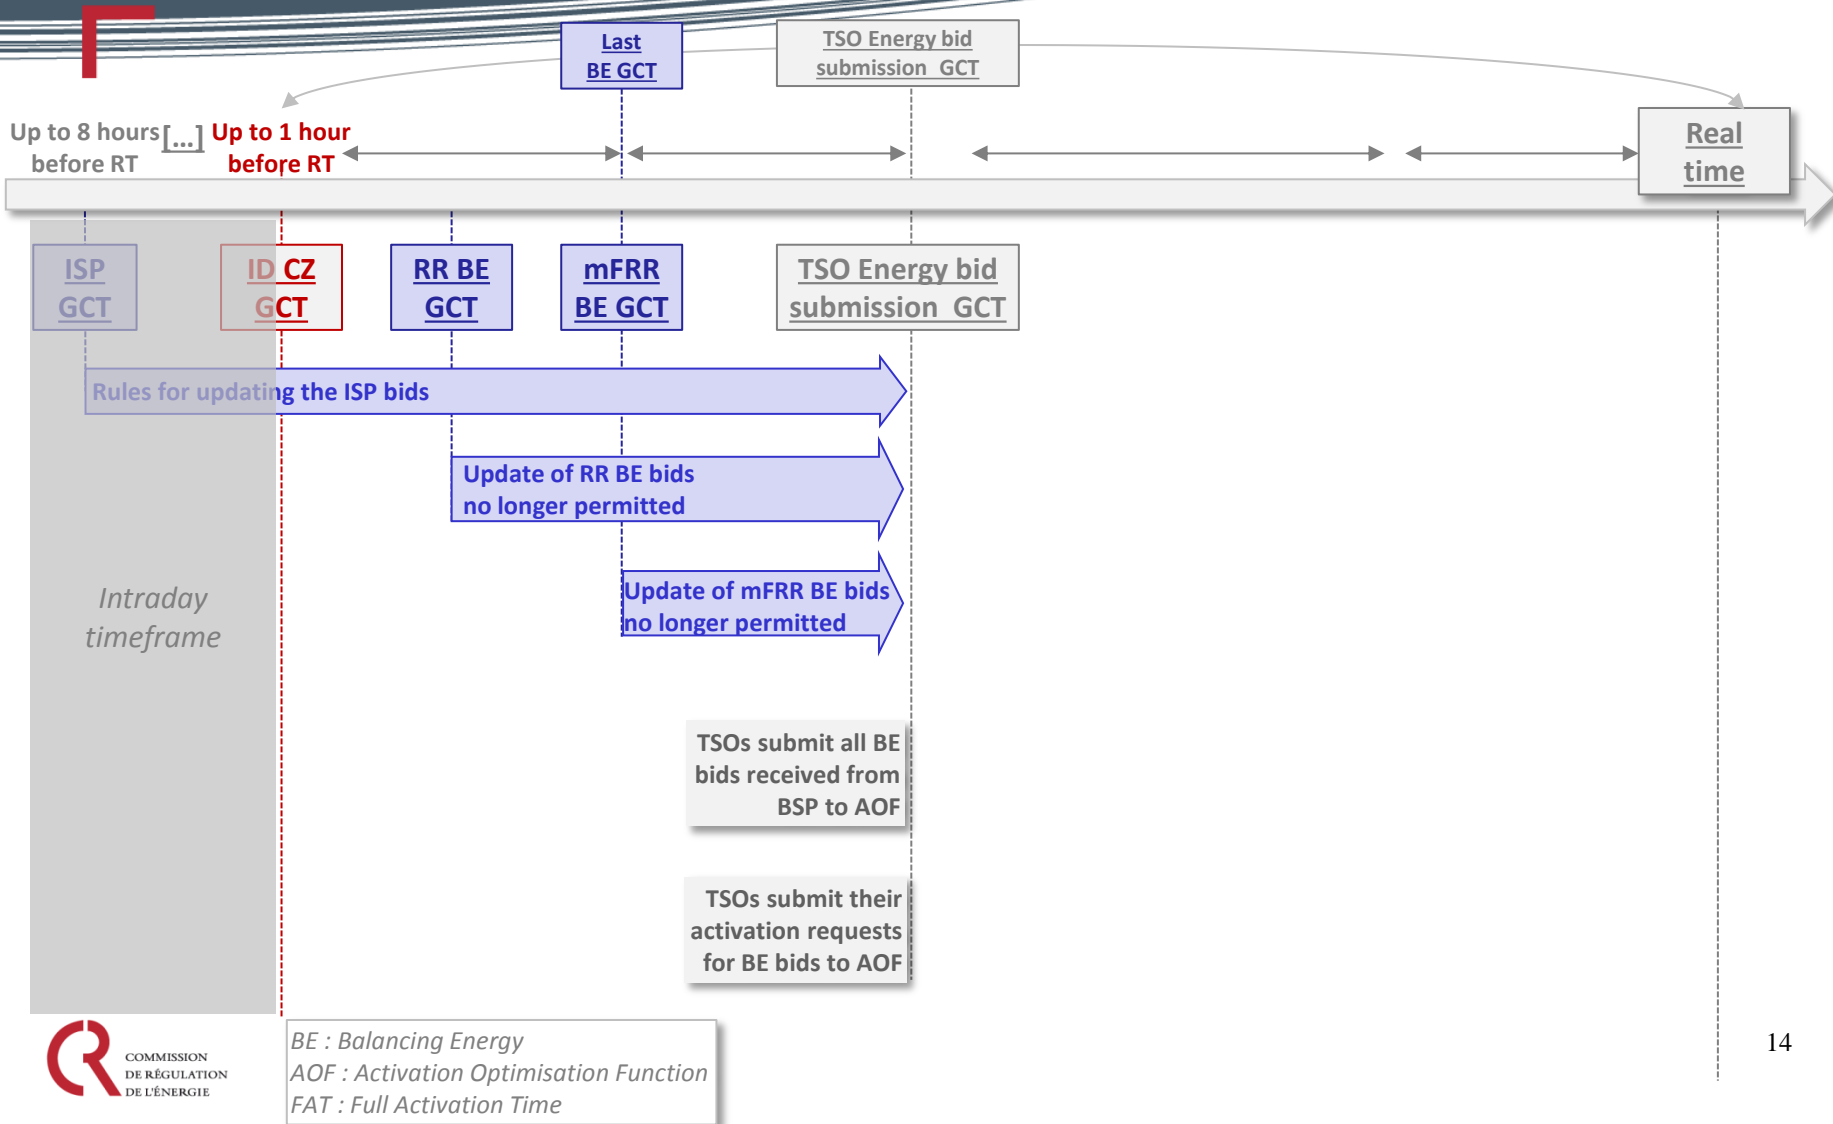 Last
BE GCT
TSO Energy bid
submission GCT
Up to 8 hours
before RT
[...]
Up to 1 hour
before RT
Real
time
ISP
GCT
ID CZ
GCT
RR BE
GCT
mFRR
BE GCT
TSO Energy bid
submission GCT
Rules for updating the ISP bids
Update of RR BE bids
no longer permitted
Update of mFRR BE bids
no longer permitted
Intraday
timeframe
TSOs submit all BE
bids received from
BSP to AOF
TSOs submit their
activation requests
for BE bids to AOF
COMMISSION
DE RÉGULATION
DE L'ÉNERGIE
BE : Balancing Energy
AOF : Activation Optimisation Function
FAT : Full Activation Time
14